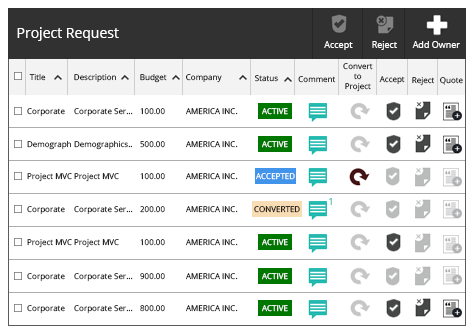 Project Request
Accept Reject Add Owner
Title Description Budget Company Status Comment Convert to Project Accept Reject Quote
Corporate Corporate Ser... 100.00 AMERICA INC. ACTIVE
Demograph Demographics... 500.00 AMERICA INC. ACTIVE
Project MVC Project MVC 100.00 AMERICA INC. ACCEPTED
Corporate Corporate Ser... 200.00 AMERICA INC. CONVERTED 1
Project MVC Project MVC 100.00 AMERICA INC. ACTIVE
Corporate Corporate Ser... 900.00 AMERICA INC. ACTIVE
Corporate Corporate Ser... 800.00 AMERICA INC. ACTIVE